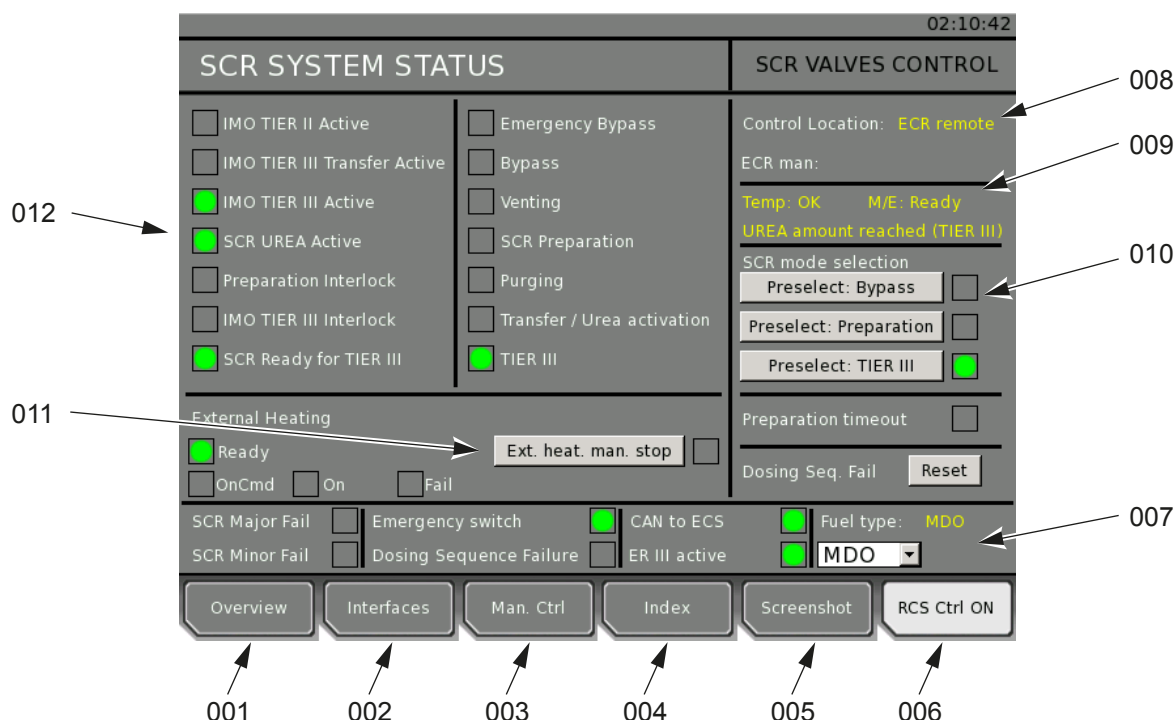 02:10:42
SCR SYSTEM STATUS
SCR VALVES CONTROL
008
IMO TIER II Active
Emergency Bypass
Control Location: ECR remote
009
IMO TIER III Transfer Active
Bypass
ECR man:
012
IMO TIER III Active
Venting
Temp: OK M/E: Ready
SCR UREA Active
SCR Preparation
UREA amount reached (TIER III)
010
SCR mode selection
Preparation Interlock
Purging
Preselect: Bypass
IMO TIER III Interlock
Transfer / Urea activation
Preselect: Preparation
SCR Ready for TIER III
TIER III
Preselect: TIER III
011
External Heating
Preparation timeout
Ready
Ext. heat. man. stop
OnCmd On Fail
Dosing Seq. Fail Reset
SCR Major Fail
Emergency switch
CAN to ECS
Fuel type: MDO
007
SCR Minor Fail
Dosing Sequence Failure
ER III active
MDO
Overview
Interfaces
Man. Ctrl
Index
Screenshot
RCS Ctrl ON
001
002
003
004
005
006